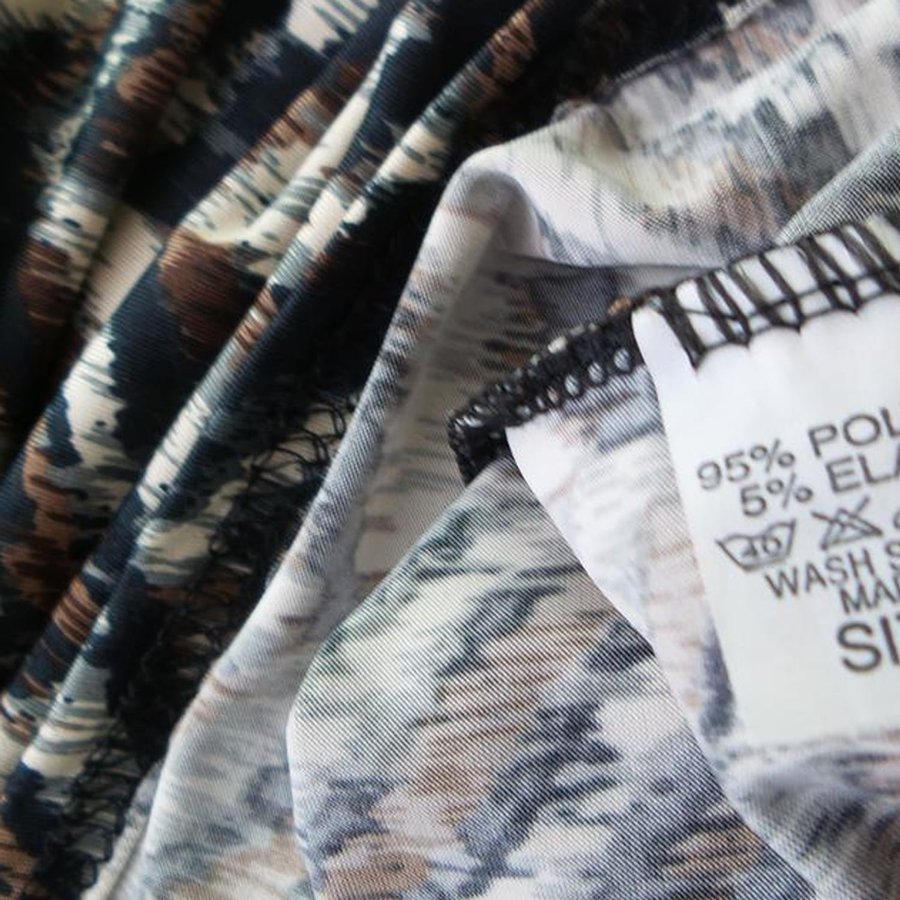 95% POL
5% ELA
40
WASH S
MA
SI